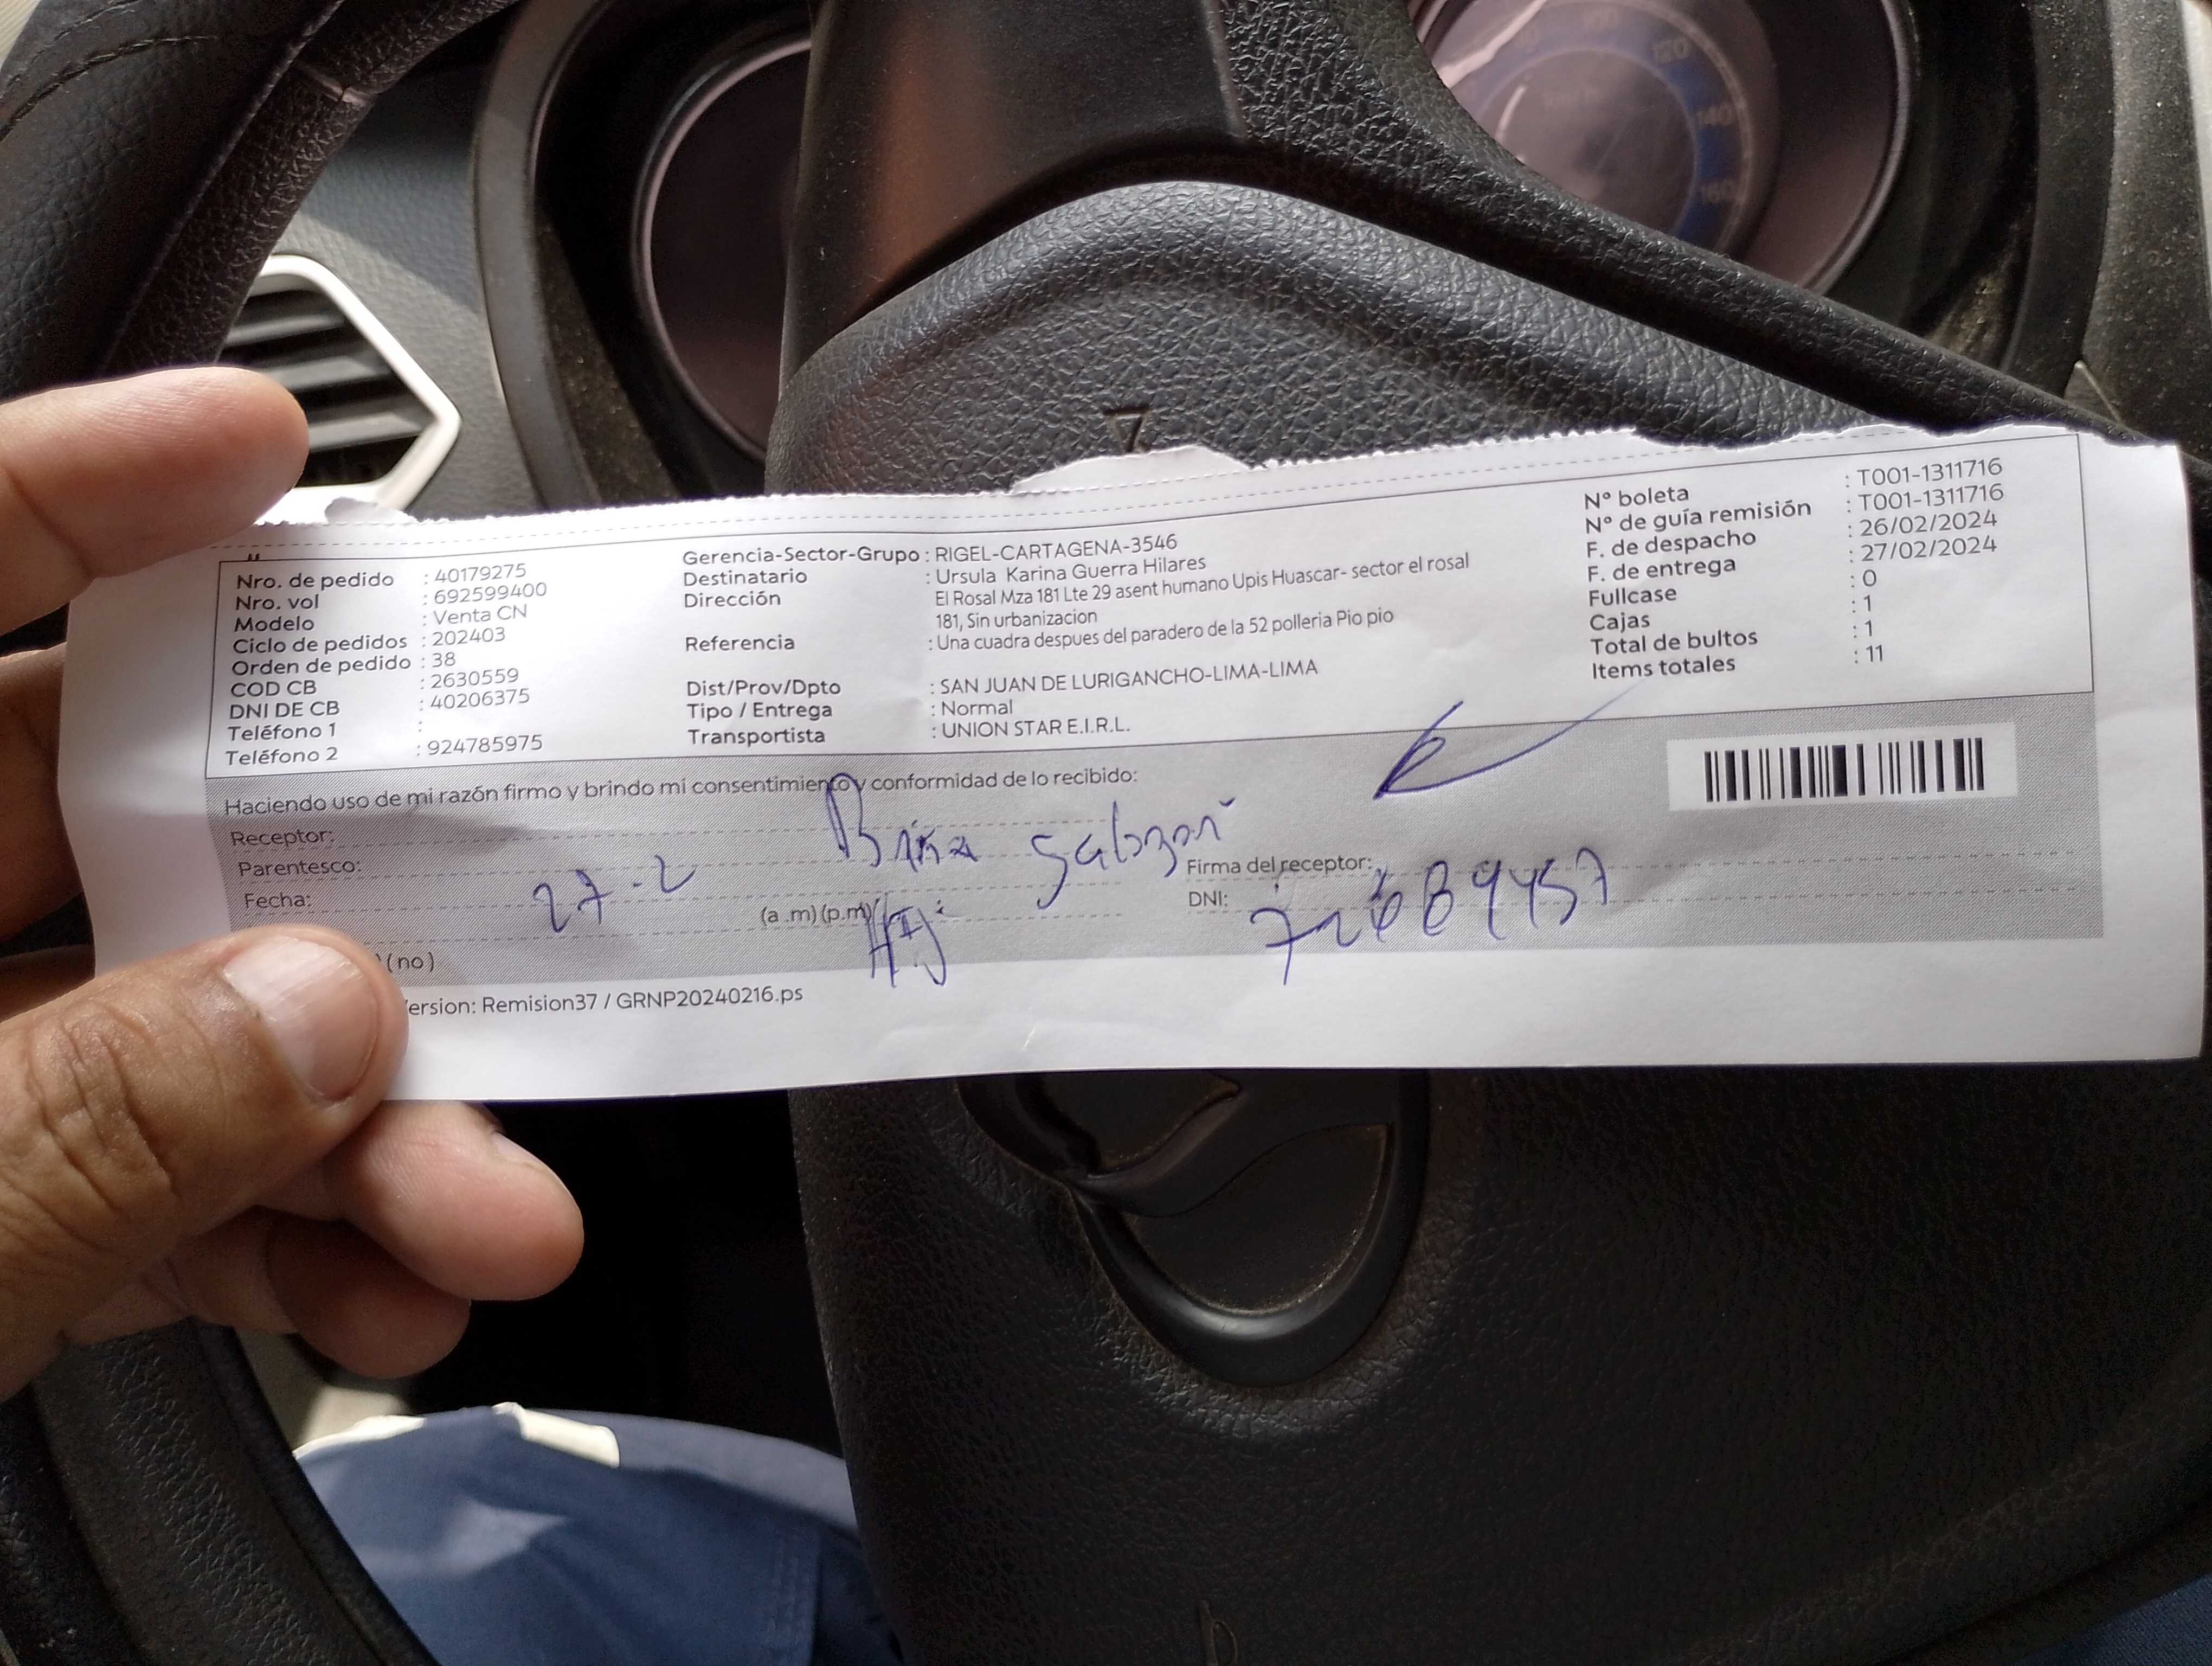 Nro. de pedido : 40179275
Nro. vol : 692599400
Modelo : Venta CN
Ciclo de pedidos : 202403
Orden de pedido : 38
COD CB : 2630559
DNI DE CB : 40206375
Teléfono 1 :
Teléfono 2 : 924785975
Gerencia-Sector-Grupo : RIGEL-CARTAGENA-3546
Destinatario : Ursula Karina Guerra Hilares
Dirección El Rosal Mza 181 Lte 29 asent humano Upis Huascar- sector el rosal
181, Sin urbanizacion
Referencia : Una cuadra despues del paradero de la 52 polleria Pio pio
Dist/Prov/Dpto : SAN JUAN DE LURIGANCHO-LIMA-LIMA
Tipo / Entrega : Normal
Transportista : UNION STAR E.I.R.L.
N° boleta : T001-1311716
N° de guía remisión : T001-1311716
F. de despacho : 26/02/2024
F. de entrega : 27/02/2024
Fullcase : 0
Cajas : 1
Total de bultos : 1
Items totales : 11
Haciendo uso de mi razón firmo y brindo mi consentimiento y conformidad de lo recibido:
Receptor:
Parentesco: Salazar Firma del receptor:
Fecha: 27-2 (a.m)(p.m) DNI:
(no)
ersion: Remision37 / GRNP20240216.ps
120
140
160